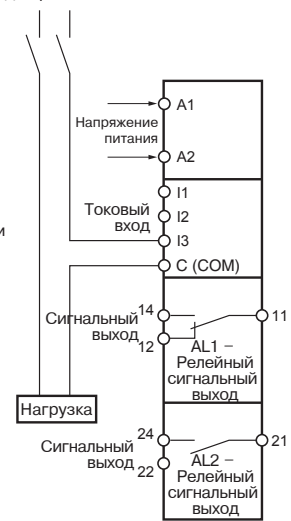 A1
Напряжение
питания
A2
I1
Токовый
вход
I2
I3
C (COM)
Сигнальный
выход
14
12
11
AL1 –
Релейный
сигнальный
выход
Нагрузка
Сигнальный
выход
24
22
21
AL2 –
Релейный
сигнальный
выход